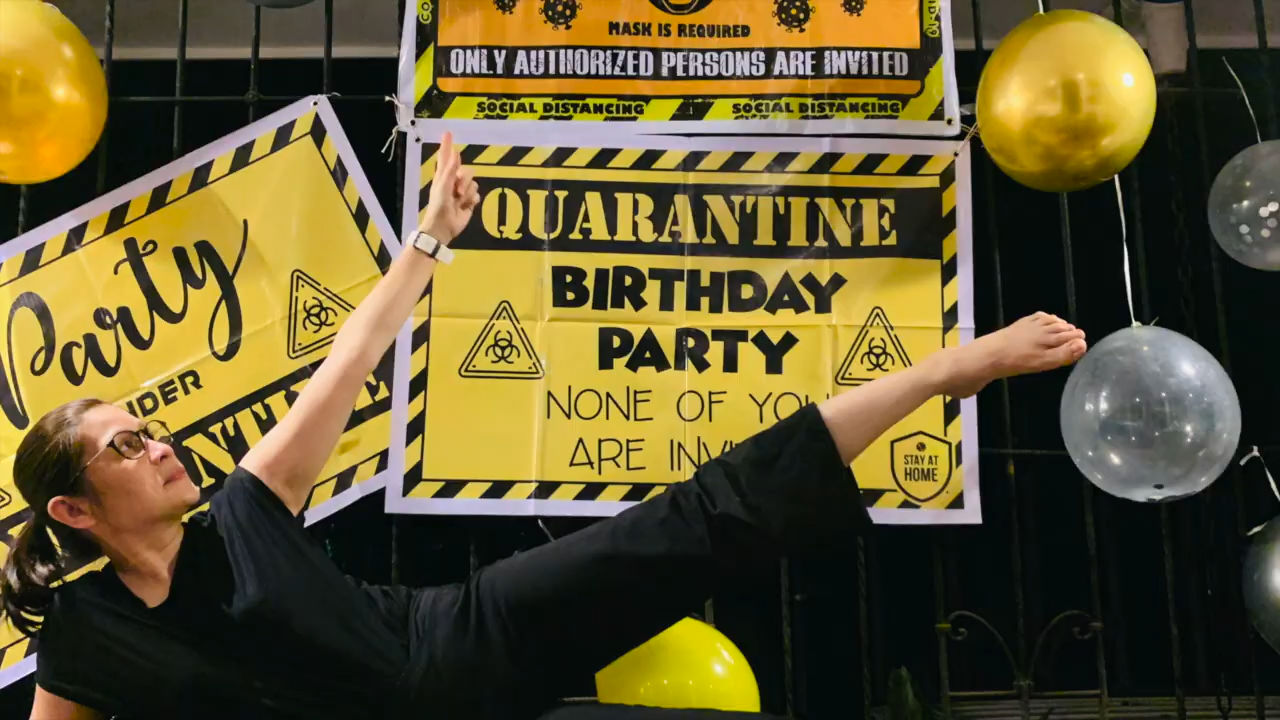 MASK IS REQUIRED
ONLY AUTHORIZED PERSONS ARE INVITED
SOCIAL DISTANCING SOCIAL DISTANCING
Party
QUARANTINE
BIRTHDAY
PARTY
NONE OF YOU
ARE
STAY AT
HOME